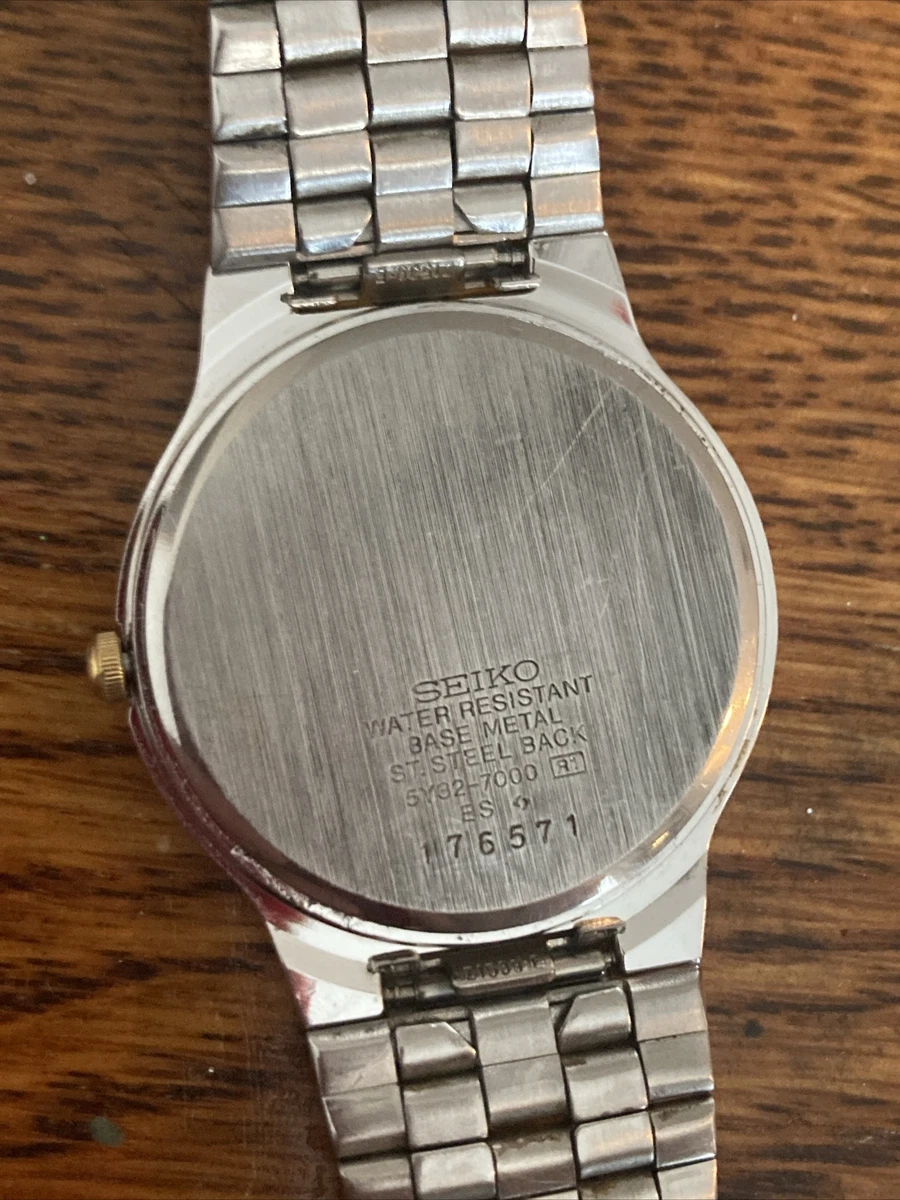 SEIKO
WATER RESISTANT
BASE METAL
ST. STEEL BACK
5Y32-7000 R1
ES
176571